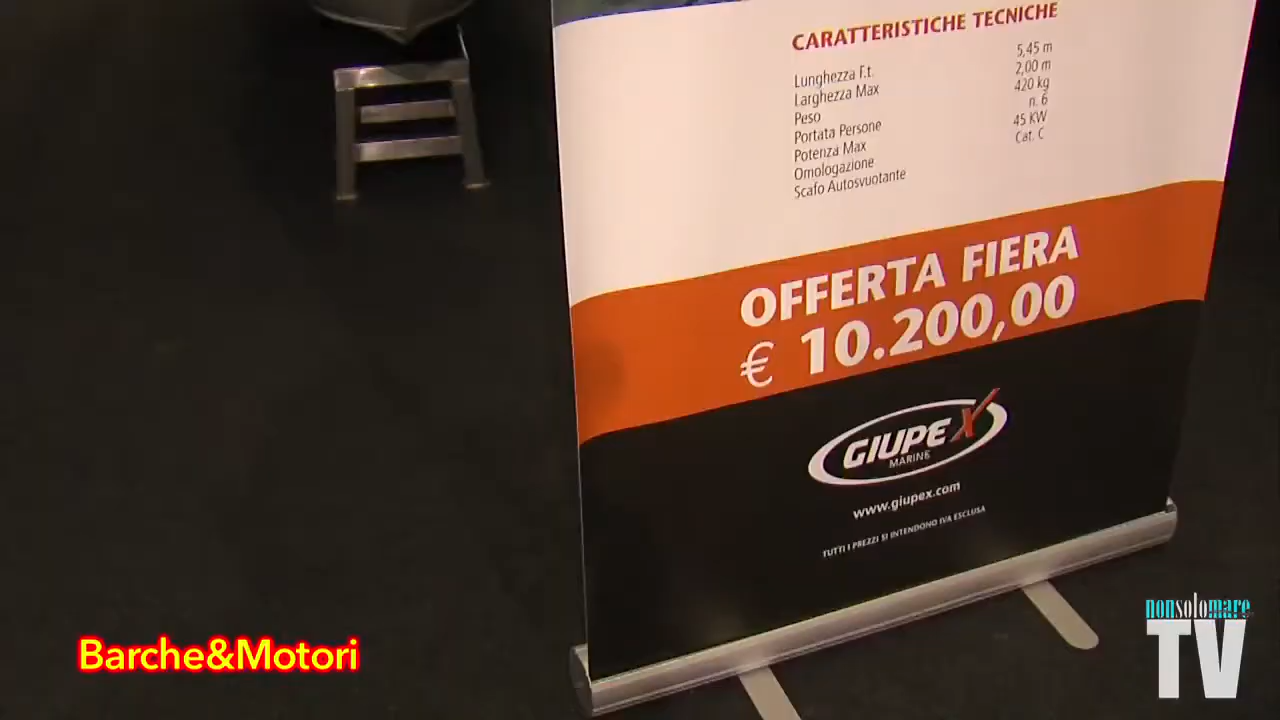 CARATTERISTICHE TECNICHE
Lunghezza F.t. 5,45 m
Larghezza Max 2,00 m
Peso 420 kg
Portata Persone n. 6
Potenza Max 45 KW
Omologazione Cat. C
Scafo Autosvuotante
OFFERTA FIERA
€ 10.200,00
GIUPEX
MARINE
www.giupex.com
TUTTI I PREZZI SI INTENDONO IVA ESCLUSA
Barche&Motori
nonsolomare
TV